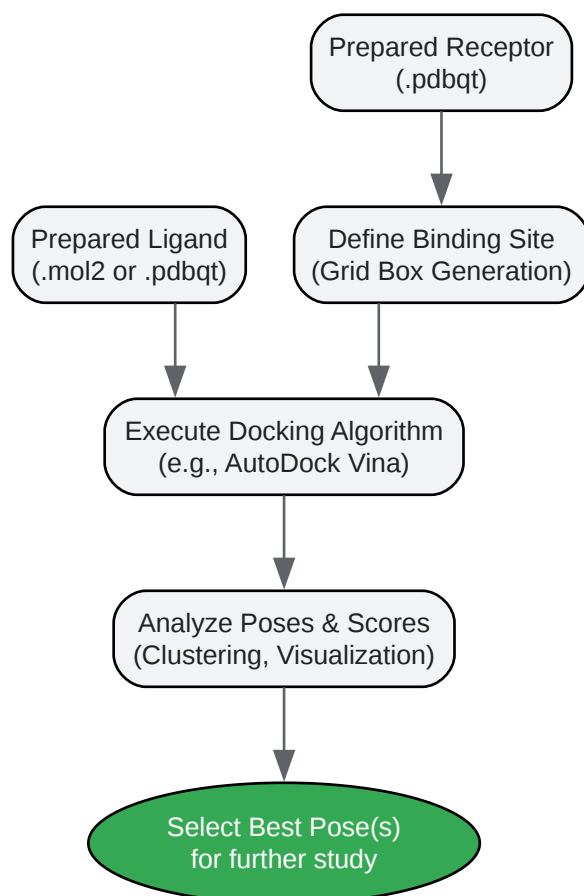 Prepared Receptor
(.pdbqt)
Prepared Ligand
(.mol2 or .pdbqt)
Define Binding Site
(Grid Box Generation)
Execute Docking Algorithm
(e.g., AutoDock Vina)
Analyze Poses & Scores
(Clustering, Visualization)
Select Best Pose(s)
for further study